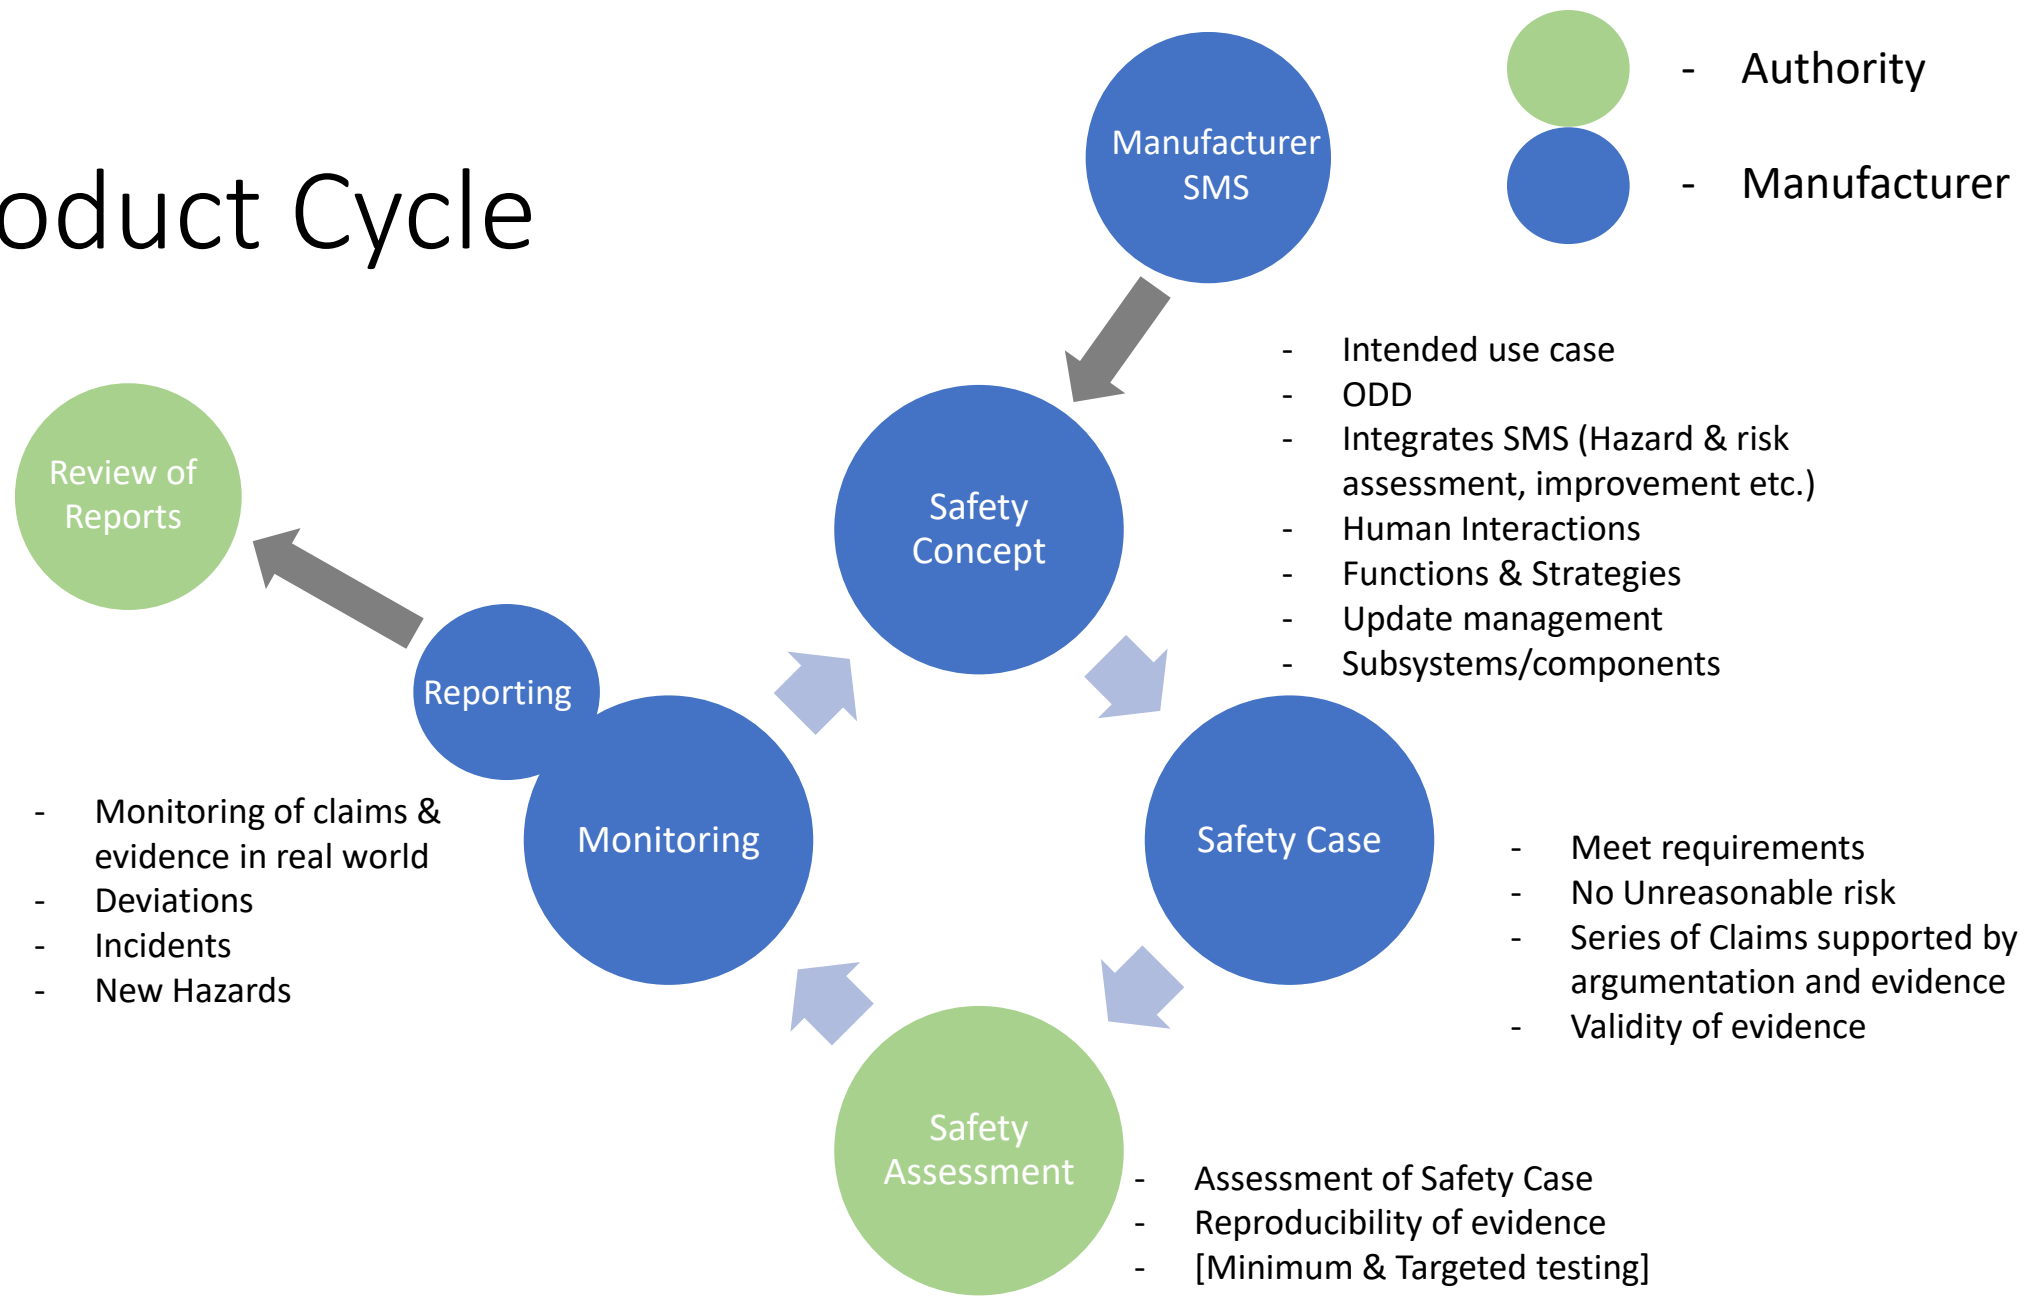 oduct Cycle
Manufacturer
SMS
- Authority
- Manufacturer
- Intended use case
- ODD
- Integrates SMS (Hazard & risk
assessment, improvement etc.)
- Human Interactions
- Functions & Strategies
- Update management
- Subsystems/components
Review of
Reports
Safety
Concept
Reporting
Monitoring
- Monitoring of claims &
evidence in real world
- Deviations
- Incidents
- New Hazards
Safety Case
- Meet requirements
- No Unreasonable risk
- Series of Claims supported by
argumentation and evidence
- Validity of evidence
Safety
Assessment
- Assessment of Safety Case
- Reproducibility of evidence
- [Minimum & Targeted testing]